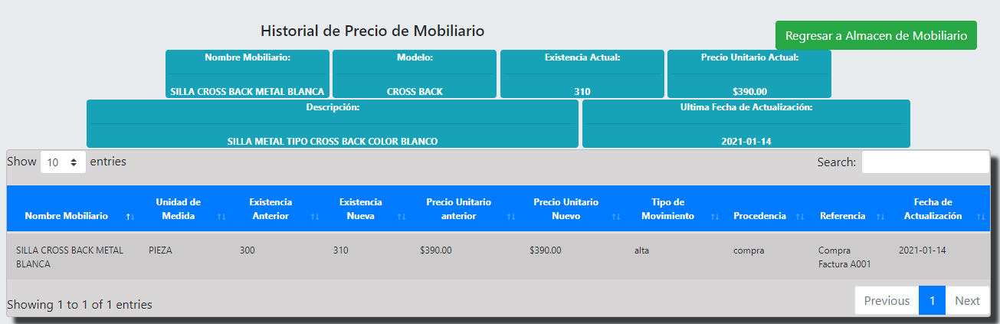 Historial de Precio de Mobiliario
Regresar a Almacen de Mobiliario
Nombre Mobiliario:
SILLA CROSS BACK METAL BLANCA
Modelo:
CROSS BACK
Existencia Actual:
310
Precio Unitario Actual:
$390.00
Descripción:
SILLA METAL TIPO CROSS BACK COLOR BLANCO
Ultima Fecha de Actualización:
2021-01-14
Show 10 entries
Search:
Nombre Mobiliario
Unidad de
Medida
Existencia
Anterior
Existencia
Nueva
Precio Unitario
anterior
Precio Unitario
Nuevo
Tipo de
Movimiento
Procedencia
Referencia
Fecha de
Actualización
SILLA CROSS BACK METAL
BLANCA
PIEZA
300
310
$390.00
$390.00
alta
compra
Compra
Factura A001
2021-01-14
Showing 1 to 1 of 1 entries
Previous 1 Next